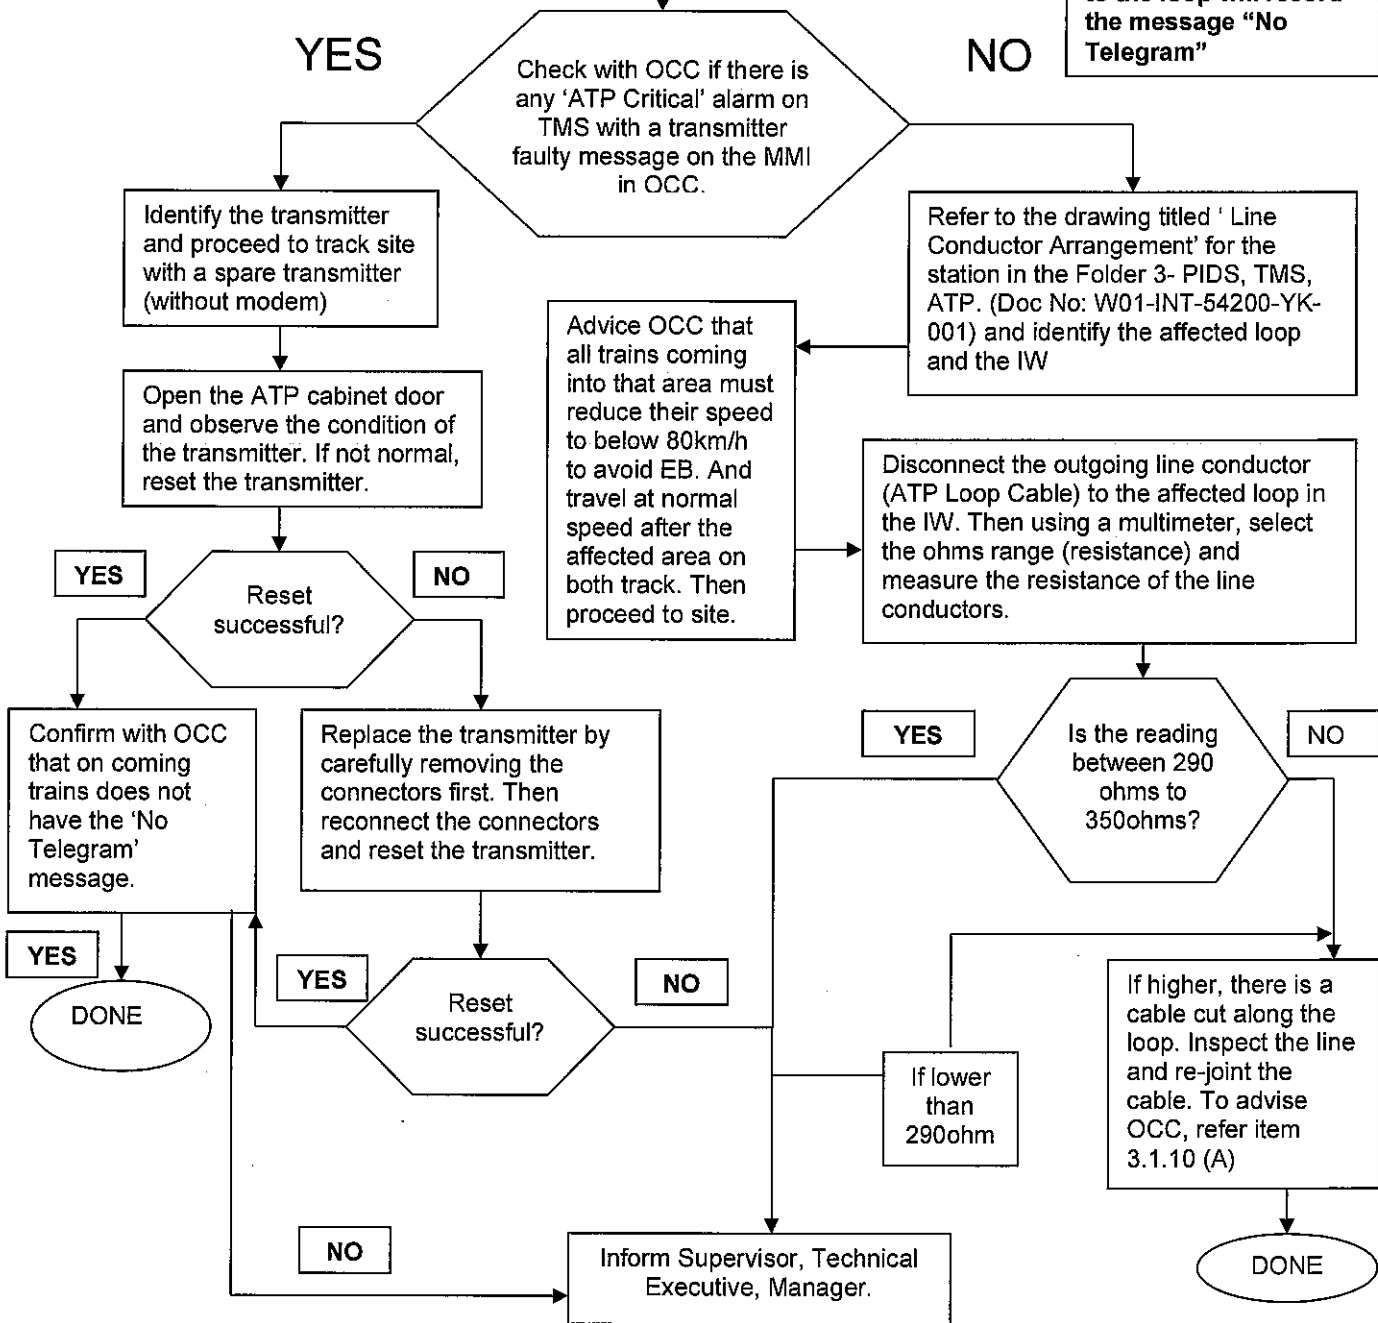 to the loop will record
the message “No
Telegram”
YES
NO
Check with OCC if there is
any ‘ATP Critical’ alarm on
TMS with a transmitter
faulty message on the MMI
in OCC.
Identify the transmitter
and proceed to track site
with a spare transmitter
(without modem)
Refer to the drawing titled ‘ Line
Conductor Arrangement’ for the
station in the Folder 3- PIDS, TMS,
ATP. (Doc No: W01-INT-54200-YK-
001) and identify the affected loop
and the IW
Advice OCC that
all trains coming
into that area must
reduce their speed
to below 80km/h
to avoid EB. And
travel at normal
speed after the
affected area on
both track. Then
proceed to site.
Open the ATP cabinet door
and observe the condition of
the transmitter. If not normal,
reset the transmitter.
Disconnect the outgoing line conductor
(ATP Loop Cable) to the affected loop in
the IW. Then using a multimeter, select
the ohms range (resistance) and
measure the resistance of the line
conductors.
YES
NO
Reset
successful?
Confirm with OCC
that on coming
trains does not
have the ‘No
Telegram’
message.
Replace the transmitter by
carefully removing the
connectors first. Then
reconnect the connectors
and reset the transmitter.
YES
NO
Is the reading
between 290
ohms to
350ohms?
YES
DONE
YES
NO
Reset
successful?
If lower
than
290ohm
If higher, there is a
cable cut along the
loop. Inspect the line
and re-joint the
cable. To advise
OCC, refer item
3.1.10 (A)
NO
Inform Supervisor, Technical
Executive, Manager.
DONE